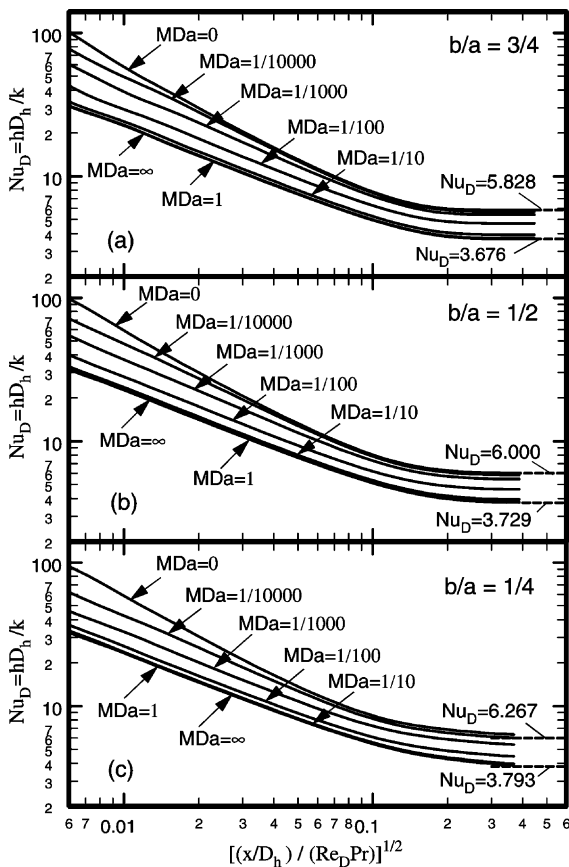 100
b/a = 3/4
MDa=0
MDa=1/10000
MDa=1/1000
MDa=1/100
MDa=1/10
MDa=∞
MDa=1
Nu_D=5.828
Nu_D=3.676
Nu_D=hD_h/k
7
6
5
4
3
2
10
7
6
5
4
3
2
(a)
100
b/a = 1/2
MDa=0
MDa=1/10000
MDa=1/1000
MDa=1/100
MDa=1/10
MDa=∞
MDa=1
Nu_D=6.000
Nu_D=3.729
Nu_D=hD_h/k
7
6
5
4
3
2
10
7
6
5
4
3
2
(b)
100
b/a = 1/4
MDa=0
MDa=1/10000
MDa=1/1000
MDa=1/100
MDa=1/10
MDa=1
MDa=∞
Nu_D=6.267
Nu_D=3.793
Nu_D=hD_h/k
7
6
5
4
3
2
10
7
6
5
4
3
2
(c)
6 7 8 0.01 2 3 4 5 6 7 8 0.1 2 3 4 5 6
[(x/D_h) / (Re_DPr)]^1/2